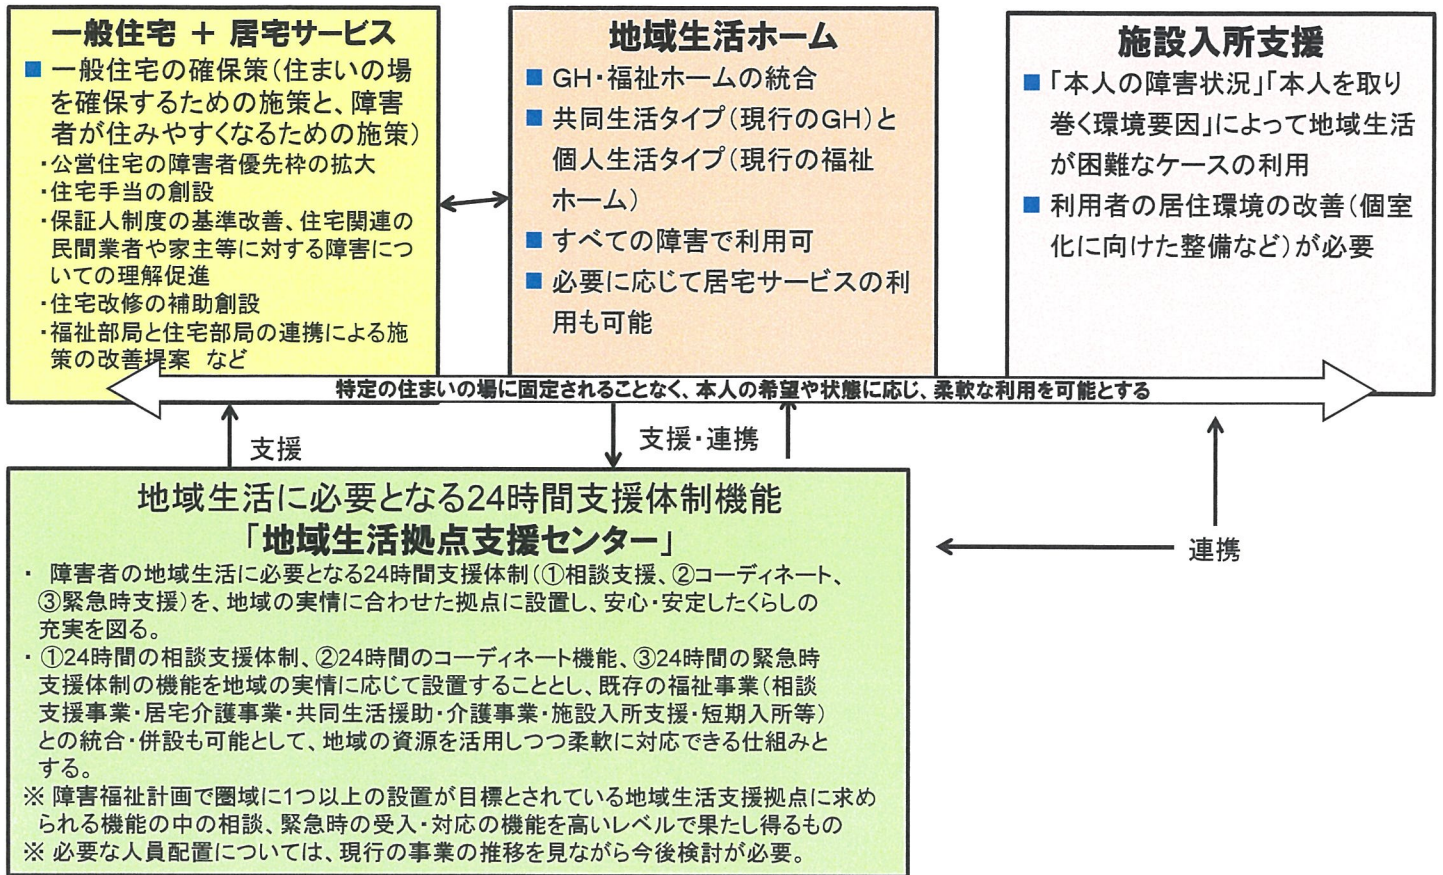 一般住宅 + 居宅サービス
■ 一般住宅の確保策(住まいの場
を確保するための施策と、障害
者が住みやすくなるための施策)
・公営住宅の障害者優先枠の拡大
・住宅手当の創設
・保証人制度の基準改善、住宅関連の
民間業者や家主等に対する障害につ
いての理解促進
・住宅改修の補助創設
・福祉部局と住宅部局の連携による施
策の改善提案 など
地域生活ホーム
■ GH・福祉ホームの統合
■ 共同生活タイプ(現行のGH)と
個人生活タイプ(現行の福祉
ホーム)
■ すべての障害で利用可
■ 必要に応じて居宅サービスの利
用も可能
施設入所支援
■ 「本人の障害状況」「本人を取り
巻く環境要因」によって地域生活
が困難なケースの利用
■ 利用者の居住環境の改善(個室
化に向けた整備など)が必要
特定の住まいの場に固定されることなく、本人の希望や状態に応じ、柔軟な利用を可能とする
支援
支援・連携
連携
地域生活に必要となる24時間支援体制機能
「地域生活拠点支援センター」
・ 障害者の地域生活に必要となる24時間支援体制(①相談支援、②コーディネート、
③緊急時支援)を、地域の実情に合わせた拠点に設置し、安心・安定したくらしの
充実を図る。
・ ①24時間の相談支援体制、②24時間のコーディネート機能、③24時間の緊急時
支援体制の機能を地域の実情に応じて設置することとし、既存の福祉事業(相談
支援事業・居宅介護事業・共同生活援助・介護事業・施設入所支援・短期入所等)
との統合・併設も可能として、地域の資源を活用しつつ柔軟に対応できる仕組みと
する。
※ 障害福祉計画で圏域に1つ以上の設置が目標とされている地域生活支援拠点に求め
られる機能の中の相談、緊急時の受入・対応の機能を高いレベルで果たし得るもの
※ 必要な人員配置については、現行の事業の推移を見ながら今後検討が必要。